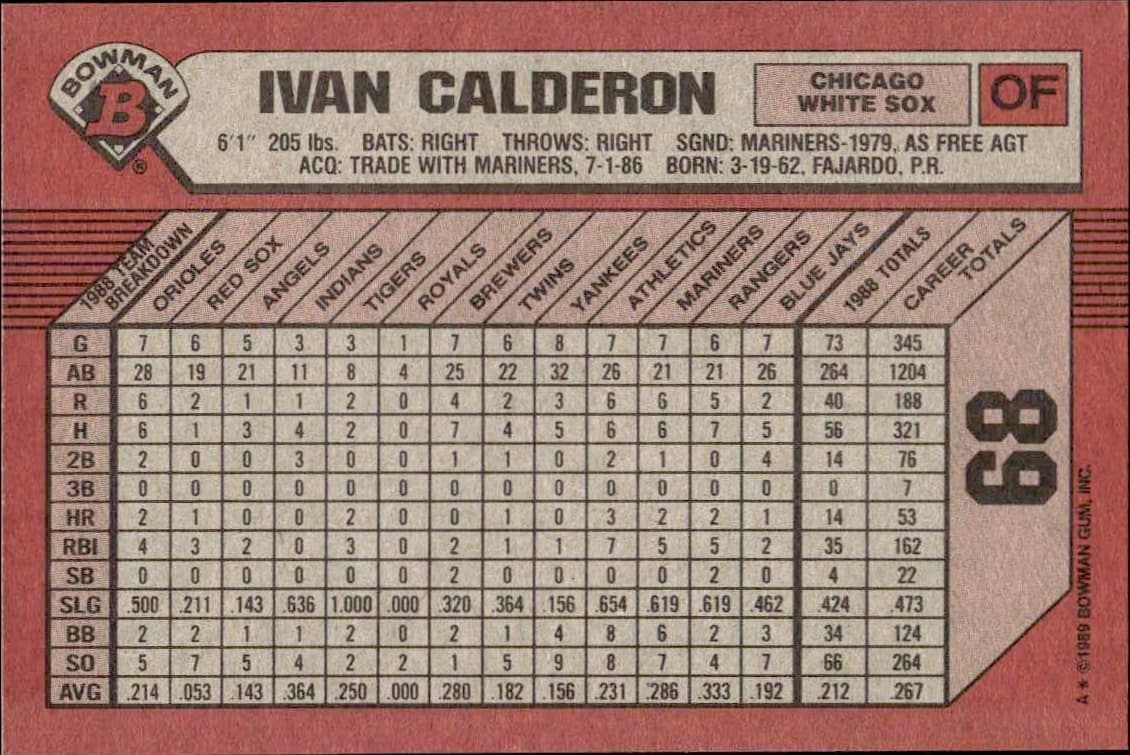 BOWMAN
B
®
IVAN CALDERON
CHICAGO
WHITE SOX
OF
6'1" 205 lbs. BATS: RIGHT THROWS: RIGHT SGND: MARINERS-1979, AS FREE AGT
ACQ: TRADE WITH MARINERS, 7-1-86 BORN: 3-19-62, FAJARDO, P.R.
1988 TEAM
BREAKDOWN
ORIOLES
RED SOX
ANGELS
INDIANS
TIGERS
ROYALS
BREWERS
TWINS
YANKEES
ATHLETICS
MARINERS
RANGERS
BLUE JAYS
1988 TOTALS
CAREER
TOTALS
G 7 6 5 3 3 1 7 6 8 7 7 6 7 73 345
AB 28 19 21 11 8 4 25 22 32 26 21 21 26 264 1204
R 6 2 1 1 2 0 4 2 3 6 6 5 2 40 188
H 6 1 3 4 2 0 7 4 5 6 6 7 5 56 321
2B 2 0 0 3 0 0 1 1 0 2 1 0 4 14 76
3B 0 0 0 0 0 0 0 0 0 0 0 0 0 0 7
HR 2 1 0 0 2 0 0 1 0 3 2 2 1 14 53
RBI 4 3 2 0 3 0 2 1 1 7 5 5 2 35 162
SB 0 0 0 0 0 0 2 0 0 0 0 2 0 4 22
SLG .500 .211 .143 .636 1.000 .000 .320 .364 .156 .654 .619 .619 .462 .424 .473
BB 2 2 1 1 2 0 2 1 4 8 6 2 3 34 124
SO 5 7 5 4 2 2 1 5 9 8 7 4 7 66 264
AVG .214 .053 .143 .364 .250 .000 .280 .182 .156 .231 .286 .333 .192 .212 .267
68
A * ©1989 BOWMAN GUM, INC.